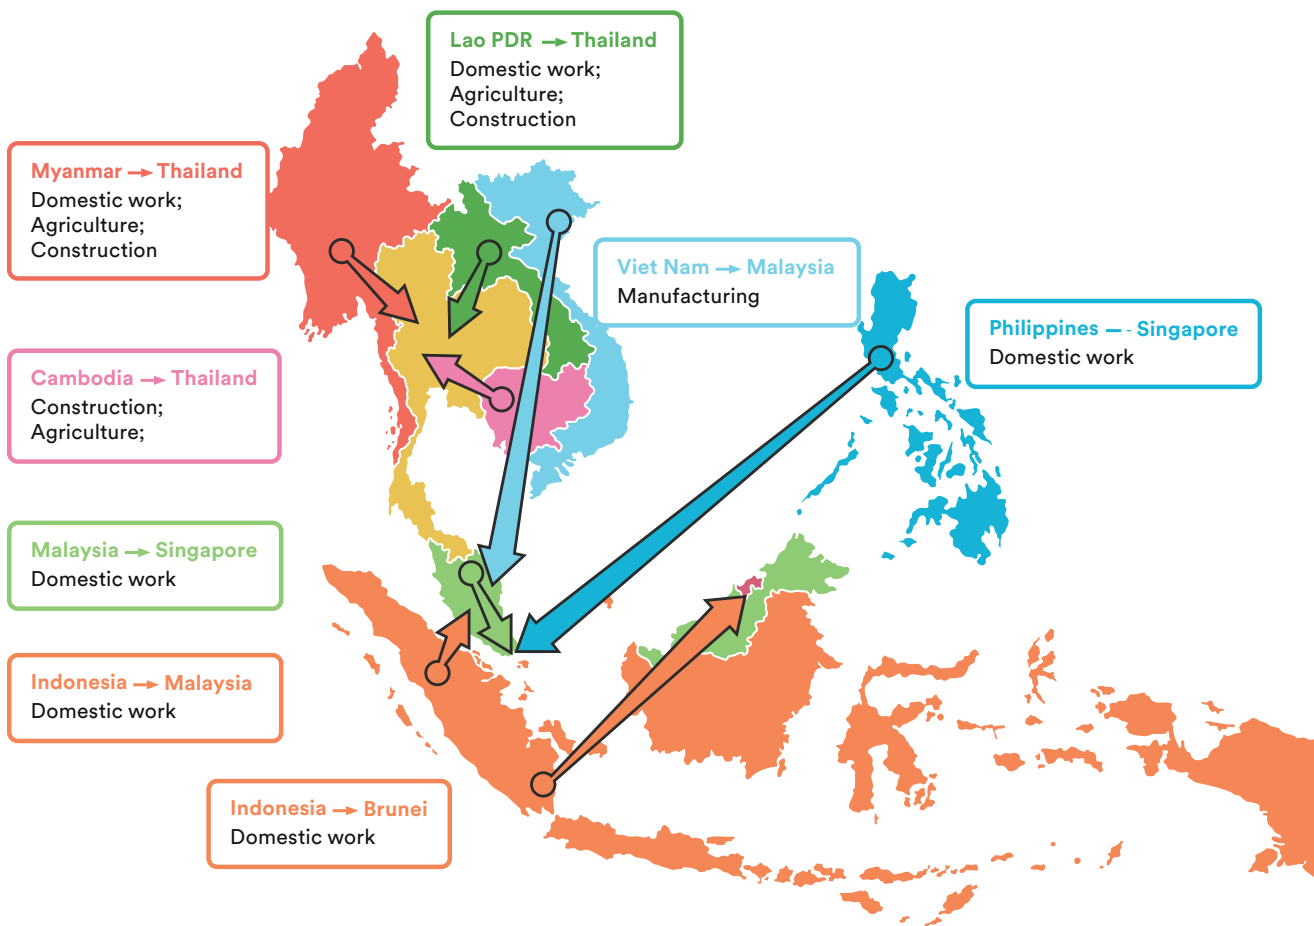 Lao PDR → Thailand
Domestic work;
Agriculture;
Construction
Myanmar → Thailand
Domestic work;
Agriculture;
Construction
Viet Nam → Malaysia
Manufacturing
Philippines – - Singapore
Domestic work
Cambodia → Thailand
Construction;
Agriculture;
Malaysia → Singapore
Domestic work
Indonesia → Malaysia
Domestic work
Indonesia → Brunei
Domestic work